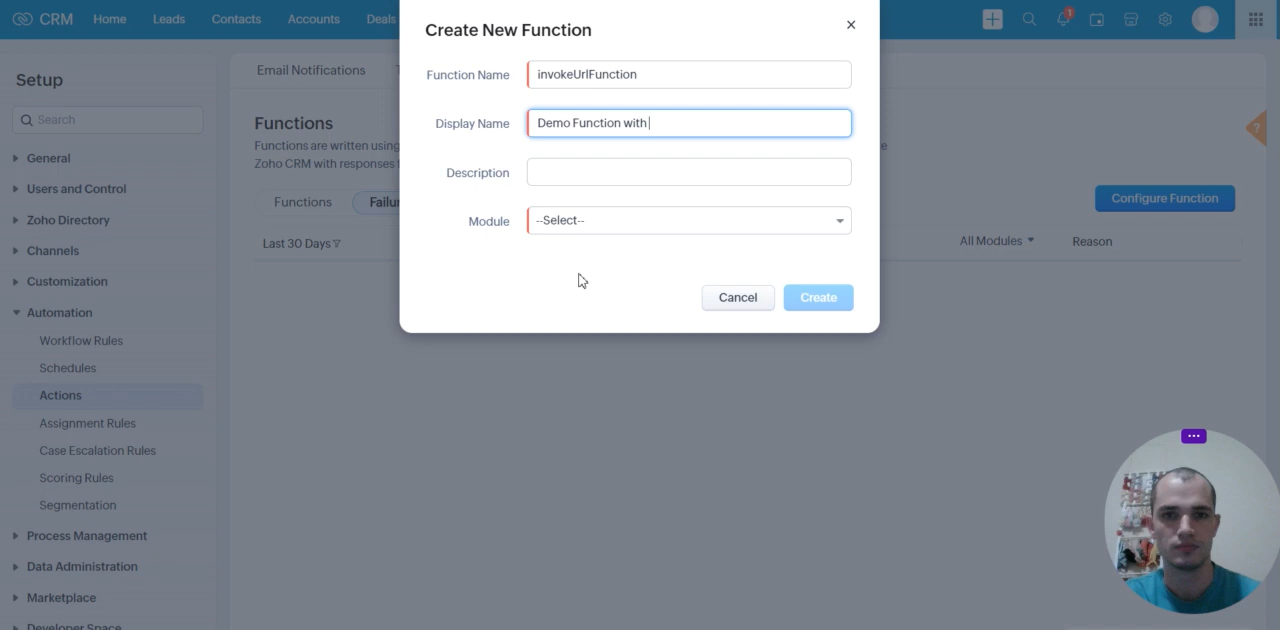 CRM Home Leads Contacts Accounts Deals 1
Create New Function
Function Name invokeUrlFunction
Display Name Demo Function with
Description
Module --Select--
Cancel Create
Setup
Search
General
Users and Control
Zoho Directory
Channels
Customization
Automation
Workflow Rules
Schedules
Actions
Assignment Rules
Case Escalation Rules
Scoring Rules
Segmentation
Process Management
Data Administration
Marketplace
Developer Space
Email Notifications
Functions
Functions are written using
Zoho CRM with responses
Functions Failur
Configure Function
Last 30 Days All Modules Reason
?